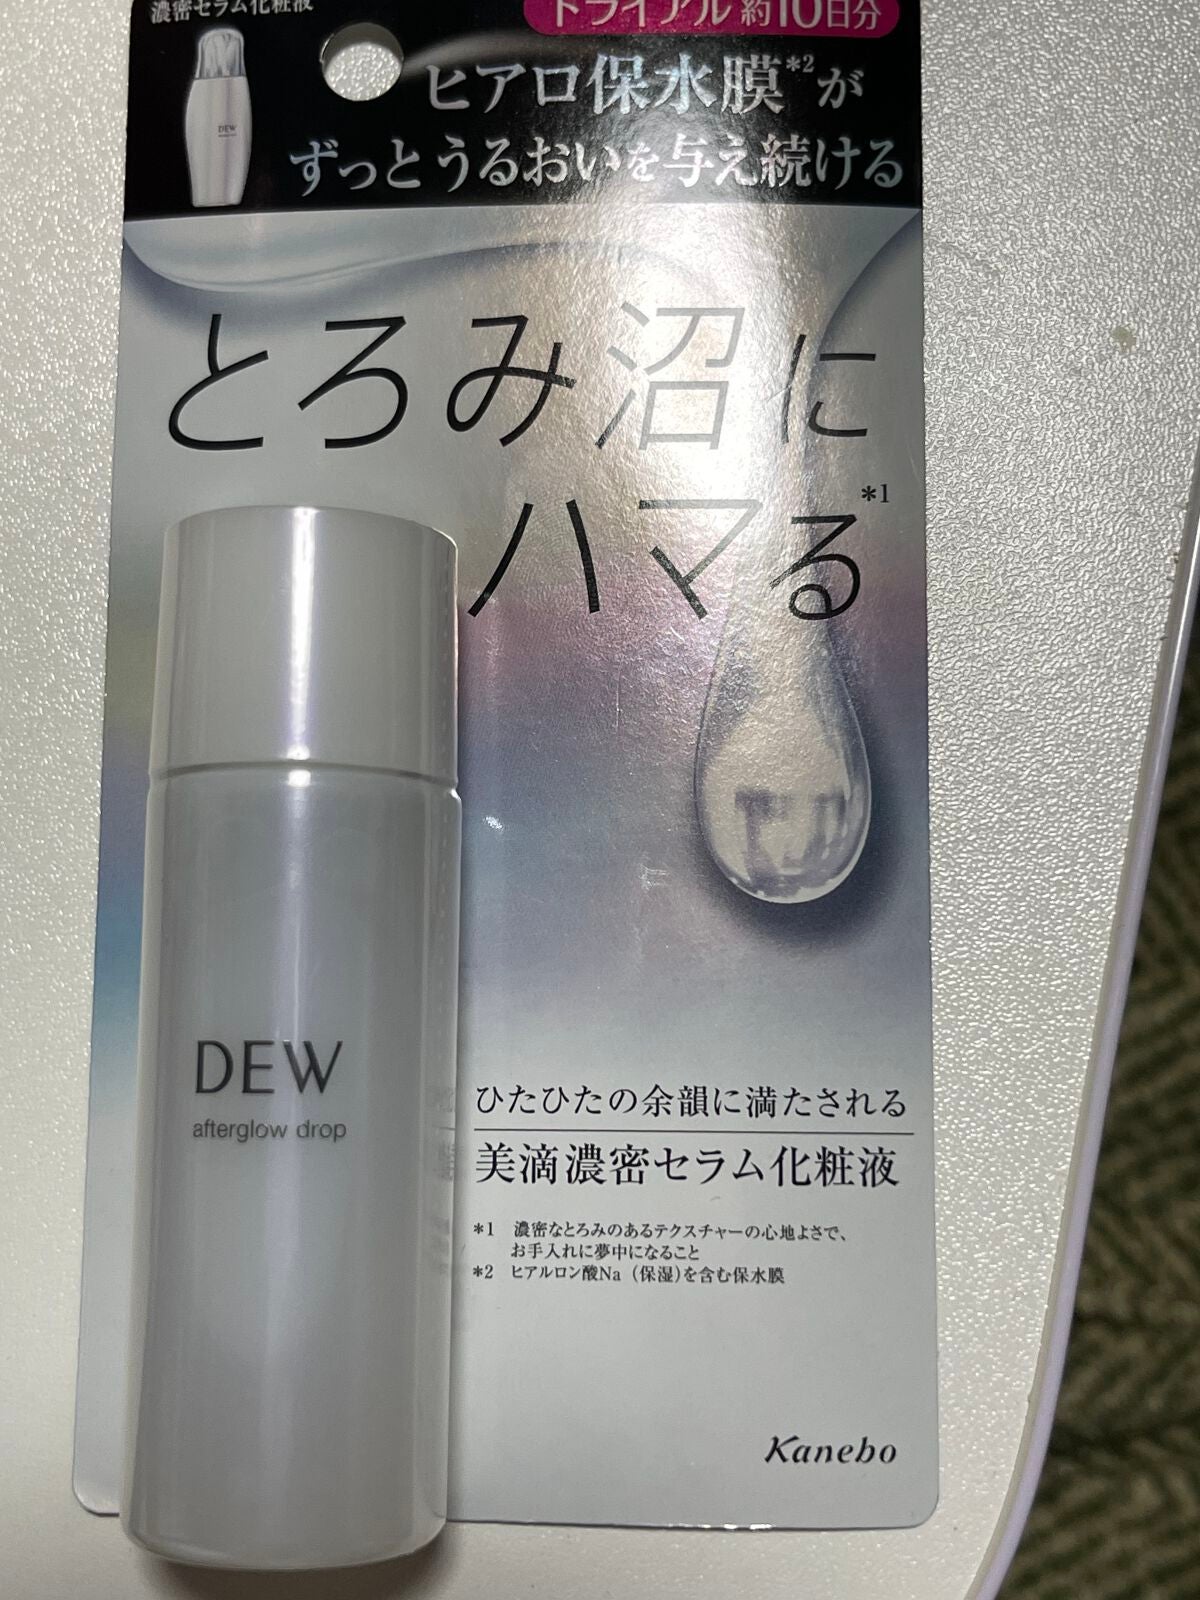 濃密セラム化粧液
トライアル 約10日分
DEW
ヒアロ保水膜*2が
ずっとうるおいを与え続ける
とろみ沼に
ハマる*1
DEW
afterglow drop
ひたひたの余韻に満たされる
美滴濃密セラム化粧液
*1 濃密なとろみのあるテクスチャーの心地よさで、
お手入れに夢中になること
*2 ヒアルロン酸Na（保湿）を含む保水膜
Kanebo